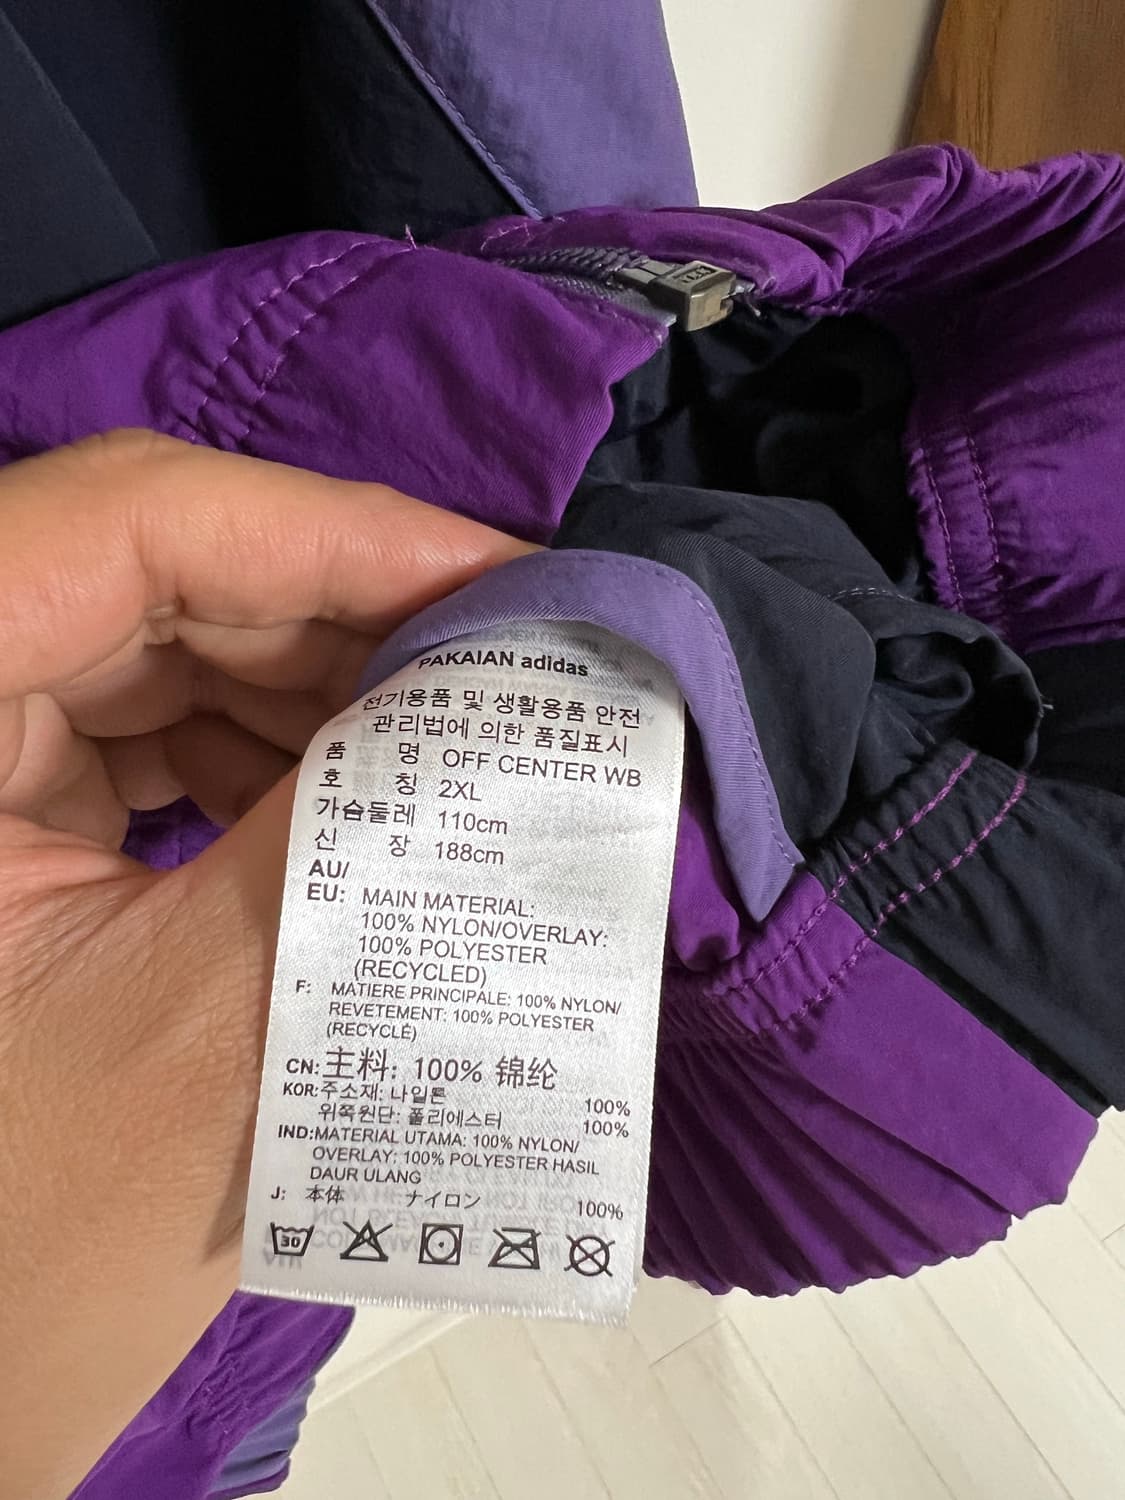 PAKAIAN adidas
전기용품 및 생활용품 안전
관리법에 의한 품질표시
품 명 OFF CENTER WB
호 칭 2XL
가슴둘레 110cm
신 장 188cm
AU/
EU: MAIN MATERIAL:
100% NYLON/OVERLAY:
100% POLYESTER
(RECYCLED)
F: MATIERE PRINCIPALE: 100% NYLON/
REVETEMENT: 100% POLYESTER
(RECYCLÉ)
CN: 主料: 100% 锦纶
KOR: 주소재: 나일론 100%
위쪽원단: 폴리에스터 100%
IND: MATERIAL UTAMA: 100% NYLON/
OVERLAY; 100% POLYESTER HASIL
DAUR ULANG
J: 本体 ナイロン 100%
30